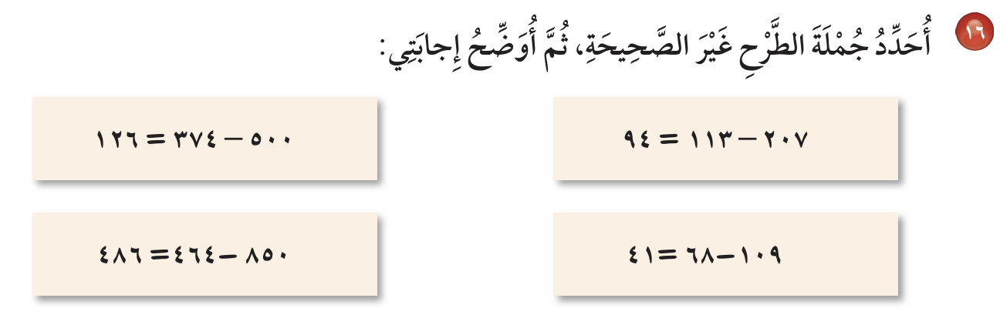 ١٦ أُحَدِّدُ جُمْلَةَ الطَّرْحِ غَيْرَ الصَّحِيحَةِ، ثُمَّ أُوَضِّحُ إِجابَتِي:
٢٠٧ – ١١٣ = ٩٤
٥٠٠ – ٣٧٤ = ١٢٦
١٠٩ – ٦٨ = ٤١
٨٥٠ – ٤٦٤ = ٤٨٦